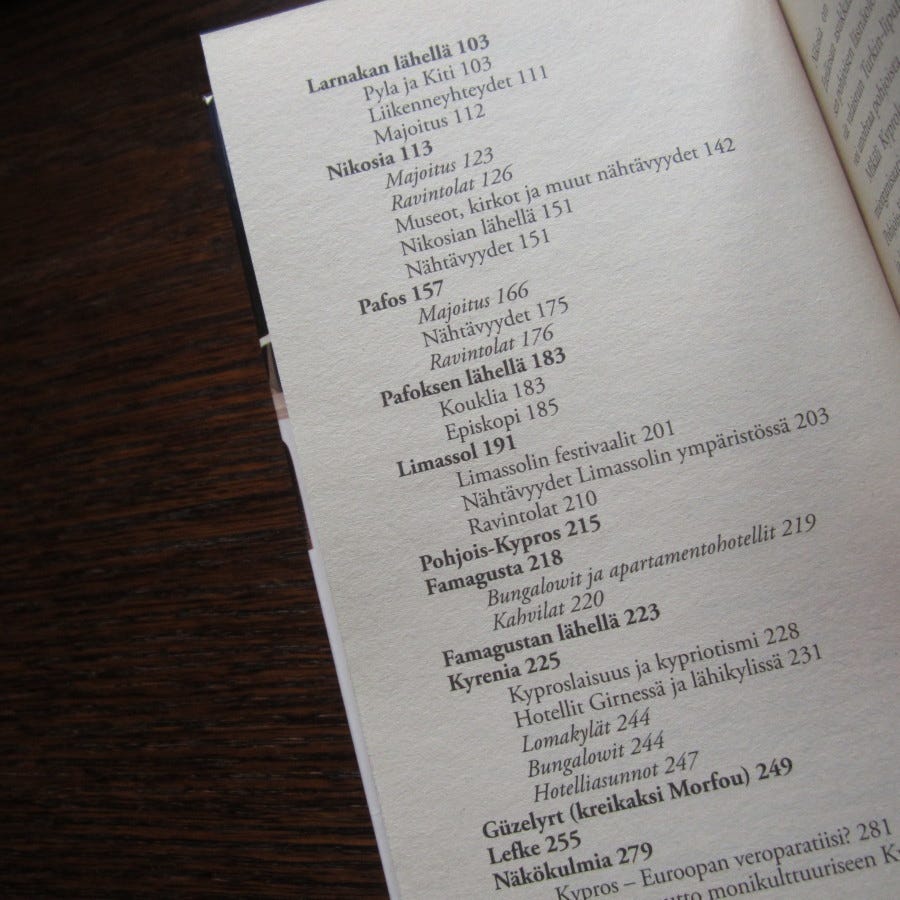 Larnakan lähellä 103
Pyla ja Kiti 103
Liikenneyhteydet 111
Majoitus 112
Nikosia 113
Majoitus 123
Ravintolat 126
Museot, kirkot ja muut nähtävyydet 142
Nikosian lähellä 151
Nähtävyydet 151
Pafos 157
Majoitus 166
Nähtävyydet 175
Ravintolat 176
Pafoksen lähellä 183
Kouklia 183
Episkopi 185
Limassol 191
Limassolin festivaalit 201
Nähtävyydet Limassolin ympäristössä 203
Ravintolat 210
Pohjois-Kypros 215
Famagusta 218
Bungalowit ja apartamentohotellit 219
Kahvilat 220
Famagustan lähellä 223
Kyrenia 225
Kyproslaisuus ja kypriotismi 228
Hotellit Girnessä ja lähikylissä 231
Lomakylät 244
Bungalowit 244
Hotelliasunnot 247
Güzelyrt (kreikaksi Morfou) 249
Lefke 255
Näkökulmia 279
Kypros – Euroopan veroparatiisi? 281
monikulttuuriseen